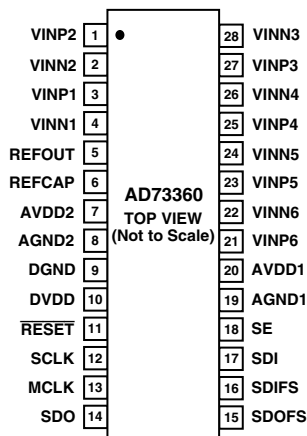 VINP2 1 28 VINN3
VINN2 2 27 VINP3
VINP1 3 26 VINN4
VINN1 4 25 VINP4
REFOUT 5 24 VINN5
REFCAP 6 23 VINP5
AVDD2 7 22 VINN6
AGND2 8 21 VINP6
DGND 9 20 AVDD1
DVDD 10 19 AGND1
RESET 11 18 SE
SCLK 12 17 SDI
MCLK 13 16 SDIFS
SDO 14 15 SDOFS
AD73360
TOP VIEW
(Not to Scale)